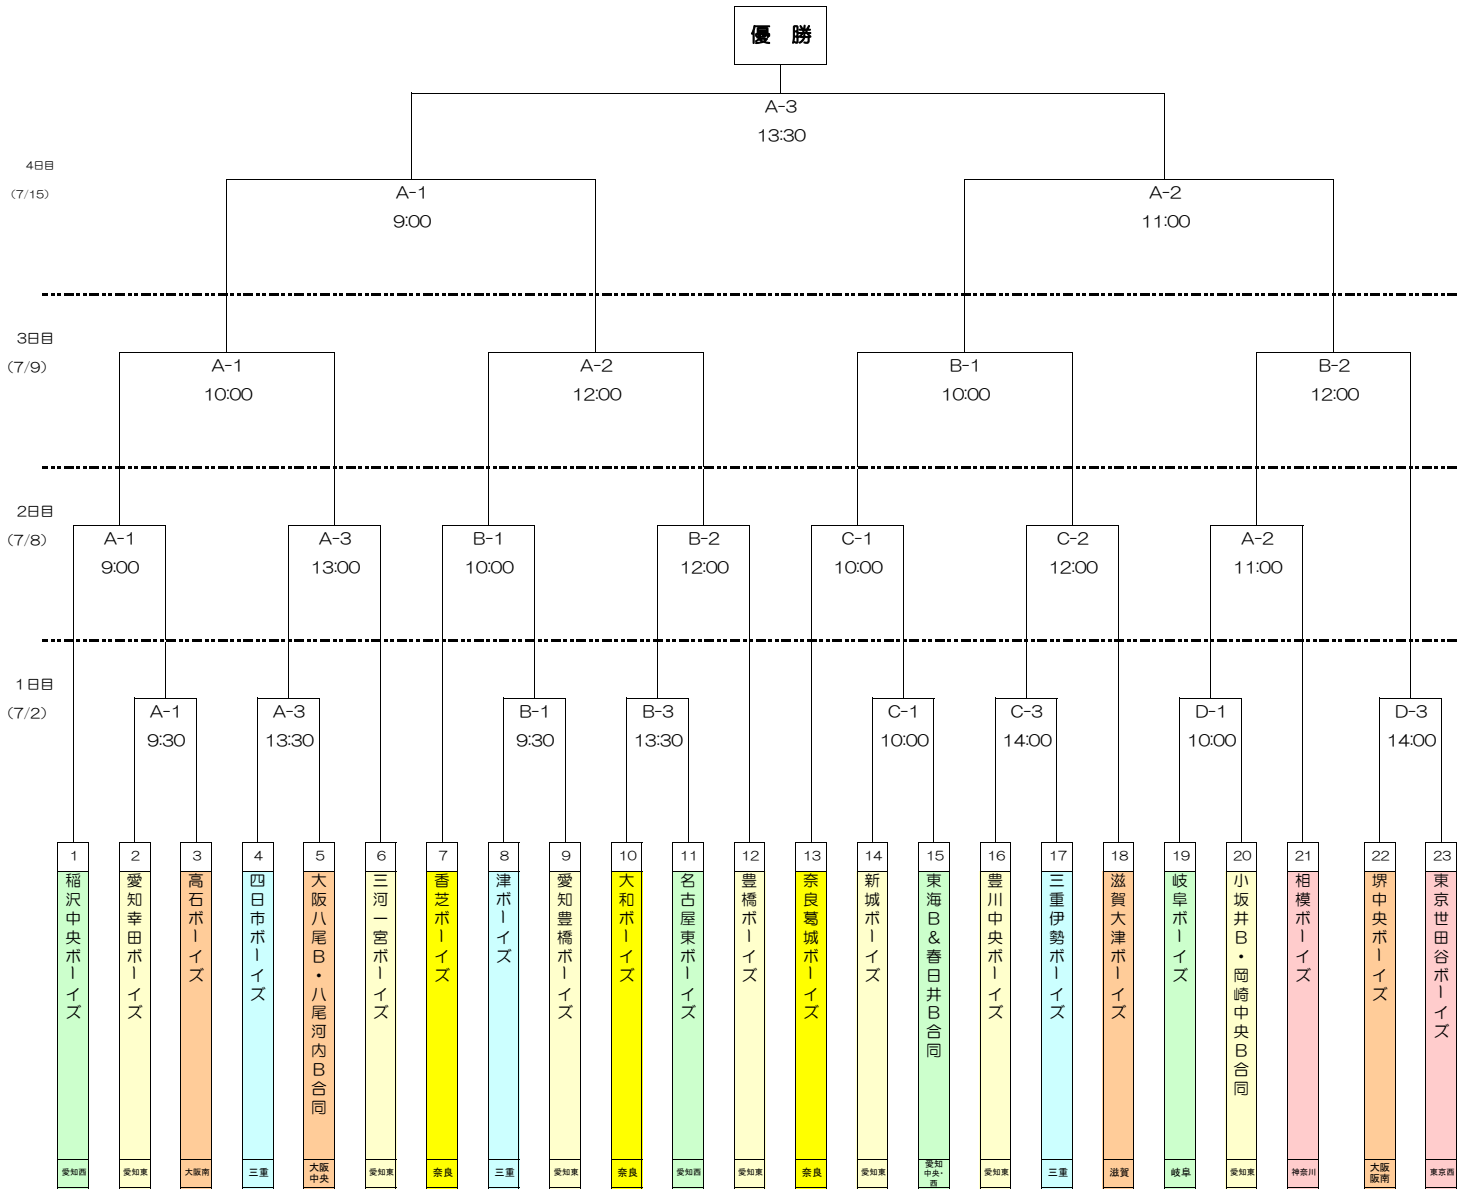 優 勝
A-3
13:30
4日目
(7/15)
A-1
9:00
A-2
11:00
3日目
(7/9)
A-1
10:00
A-2
12:00
B-1
10:00
B-2
12:00
2日目
(7/8)
A-1
9:00
A-3
13:00
B-1
10:00
B-2
12:00
C-1
10:00
C-2
12:00
A-2
11:00
1日目
(7/2)
A-1
9:30
A-3
13:30
B-1
9:30
B-3
13:30
C-1
10:00
C-3
14:00
D-1
10:00
D-3
14:00
1
稲沢中央ボーイズ
愛知西
2
愛知幸田ボーイズ
愛知東
3
高石ボーイズ
大阪南
4
四日市ボーイズ
三重
5
大阪八尾B・八尾河内B合同
大阪
中央
6
三河一宮ボーイズ
愛知東
7
香芝ボーイズ
奈良
8
津ボーイズ
三重
9
愛知豊橋ボーイズ
愛知東
10
大和ボーイズ
奈良
11
名古屋東ボーイズ
愛知西
12
豊橋ボーイズ
愛知東
13
奈良葛城ボーイズ
奈良
14
新城ボーイズ
愛知東
15
東海B&春日井B合同
愛知
中央・
西
16
豊川中央ボーイズ
愛知東
17
三重伊勢ボーイズ
三重
18
滋賀大津ボーイズ
滋賀
19
岐阜ボーイズ
岐阜
20
小坂井B・岡崎中央B合同
愛知東
21
相模ボーイズ
神奈川
22
堺中央ボーイズ
大阪
阪南
23
東京世田谷ボーイズ
東京西